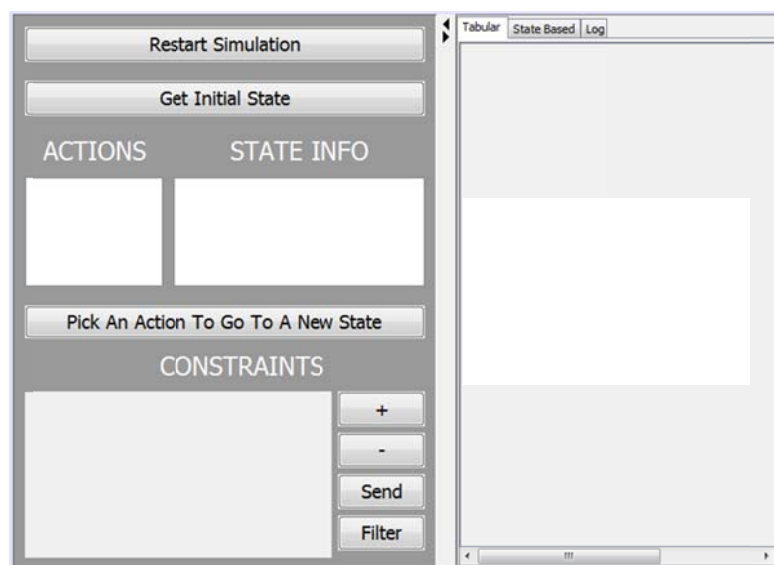 Restart Simulation
Get Initial State
ACTIONS STATE INFO
Pick An Action To Go To A New State
CONSTRAINTS
+
-
Send
Filter
Tabular State Based Log